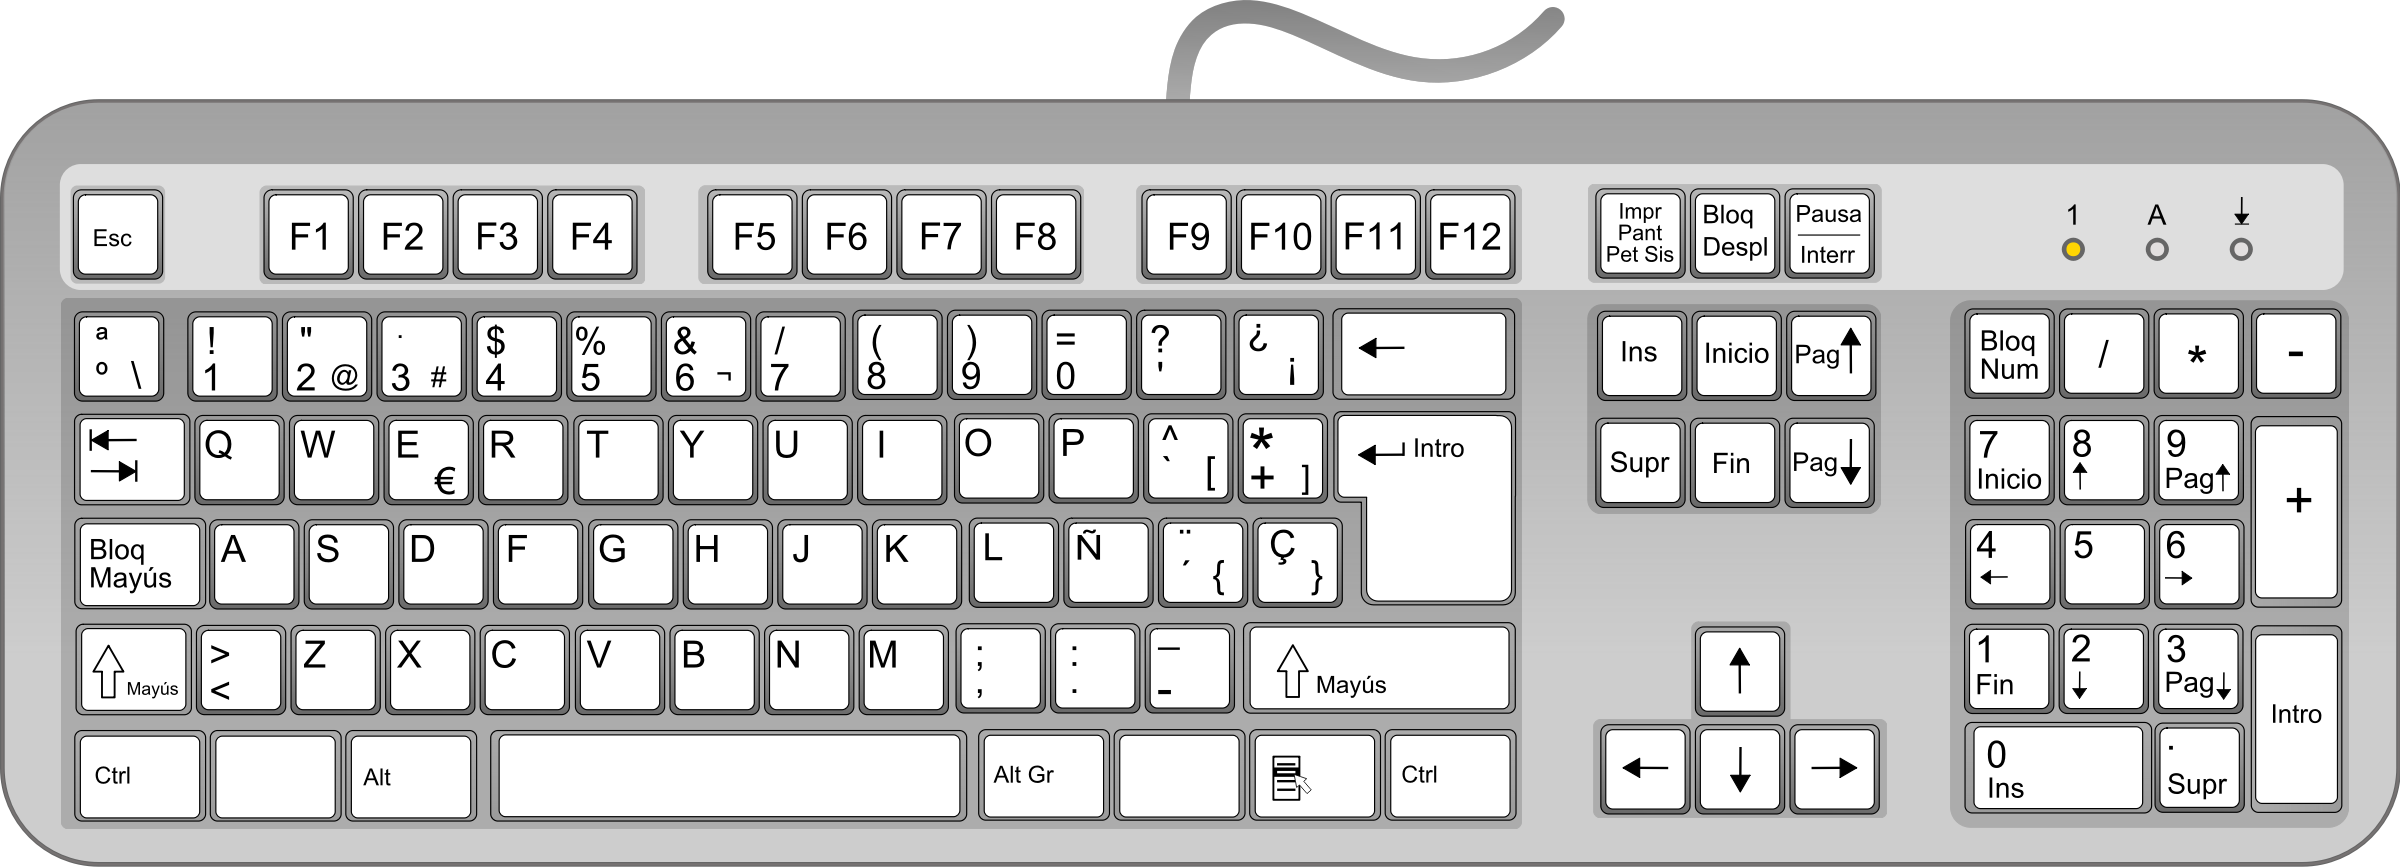 Esc F1 F2 F3 F4 F5 F6 F7 F8 F9 F10 F11 F12
Impr
Pant
Pet Sis
Bloq
Despl
Pausa
Interr
1 A
ª
º \
!
1
"
2 @
·
3 #
$
4
%
5
&
6 ¬
/
7
(
8
)
9
=
0
?
'
¿
¡
←
Ins Inicio Pag↑
Bloq
Num
/ * -
Q W E
€
R T Y U I O P
^
` [
*
+ ]
Intro
Supr Fin Pag↓
7
Inicio
8
↑
9
Pag↑
+
Bloq
Mayús
A S D F G H J K L Ñ
¨
´ {
Ç
}
4
←
5
6
→
Mayús
>
<
Z X C V B N M
;
,
:
.
_
-
Mayús
↑
1
Fin
2
↓
3
Pag↓
Intro
Ctrl Alt Alt Gr Ctrl
← ↓ →
0
Ins
.
Supr